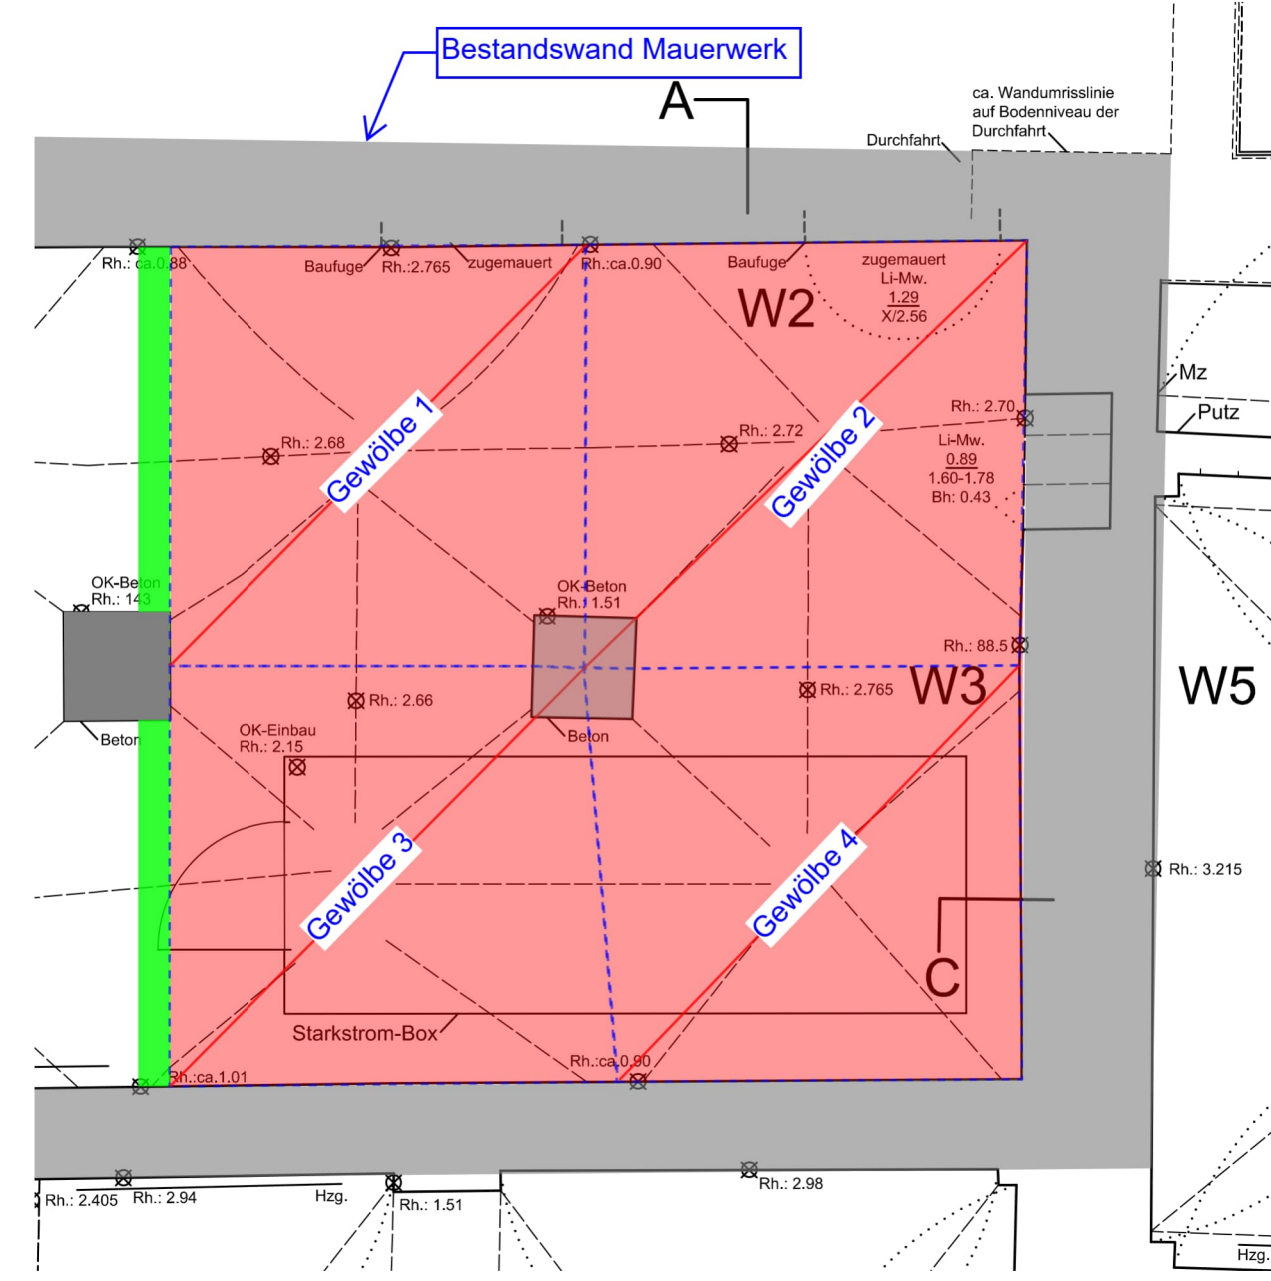 Bestandswand Mauerwerk
A
ca. Wandumrisslinie
auf Bodenniveau der
Durchfahrt
Durchfahrt
Rh.: ca.0.88
Baufuge
Rh.:2.765
zugemauert
Rh.:ca.0.90
Baufuge
zugemauert
Li-Mw.
1.29
X/2.56
W2
Mz
Putz
Rh.: 2.70
Gewölbe 1
Gewölbe 2
Rh.: 2.68
Rh.: 2.72
Li-Mw.
0.89
1.60-1.78
Bh: 0.43
OK-Beton
Rh.: 143
OK-Beton
Rh.: 1.51
Rh.: 88.5
W3
W5
Rh.: 2.66
Rh.: 2.765
Beton
OK-Einbau
Rh.: 2.15
Beton
Gewölbe 3
Gewölbe 4
Rh.: 3.215
C
Starkstrom-Box
Rh.:ca.0.90
Rh.:ca.1.01
Rh.: 2.405
Rh.: 2.94
Hzg.
Rh.: 1.51
Rh.: 2.98
Hzg.